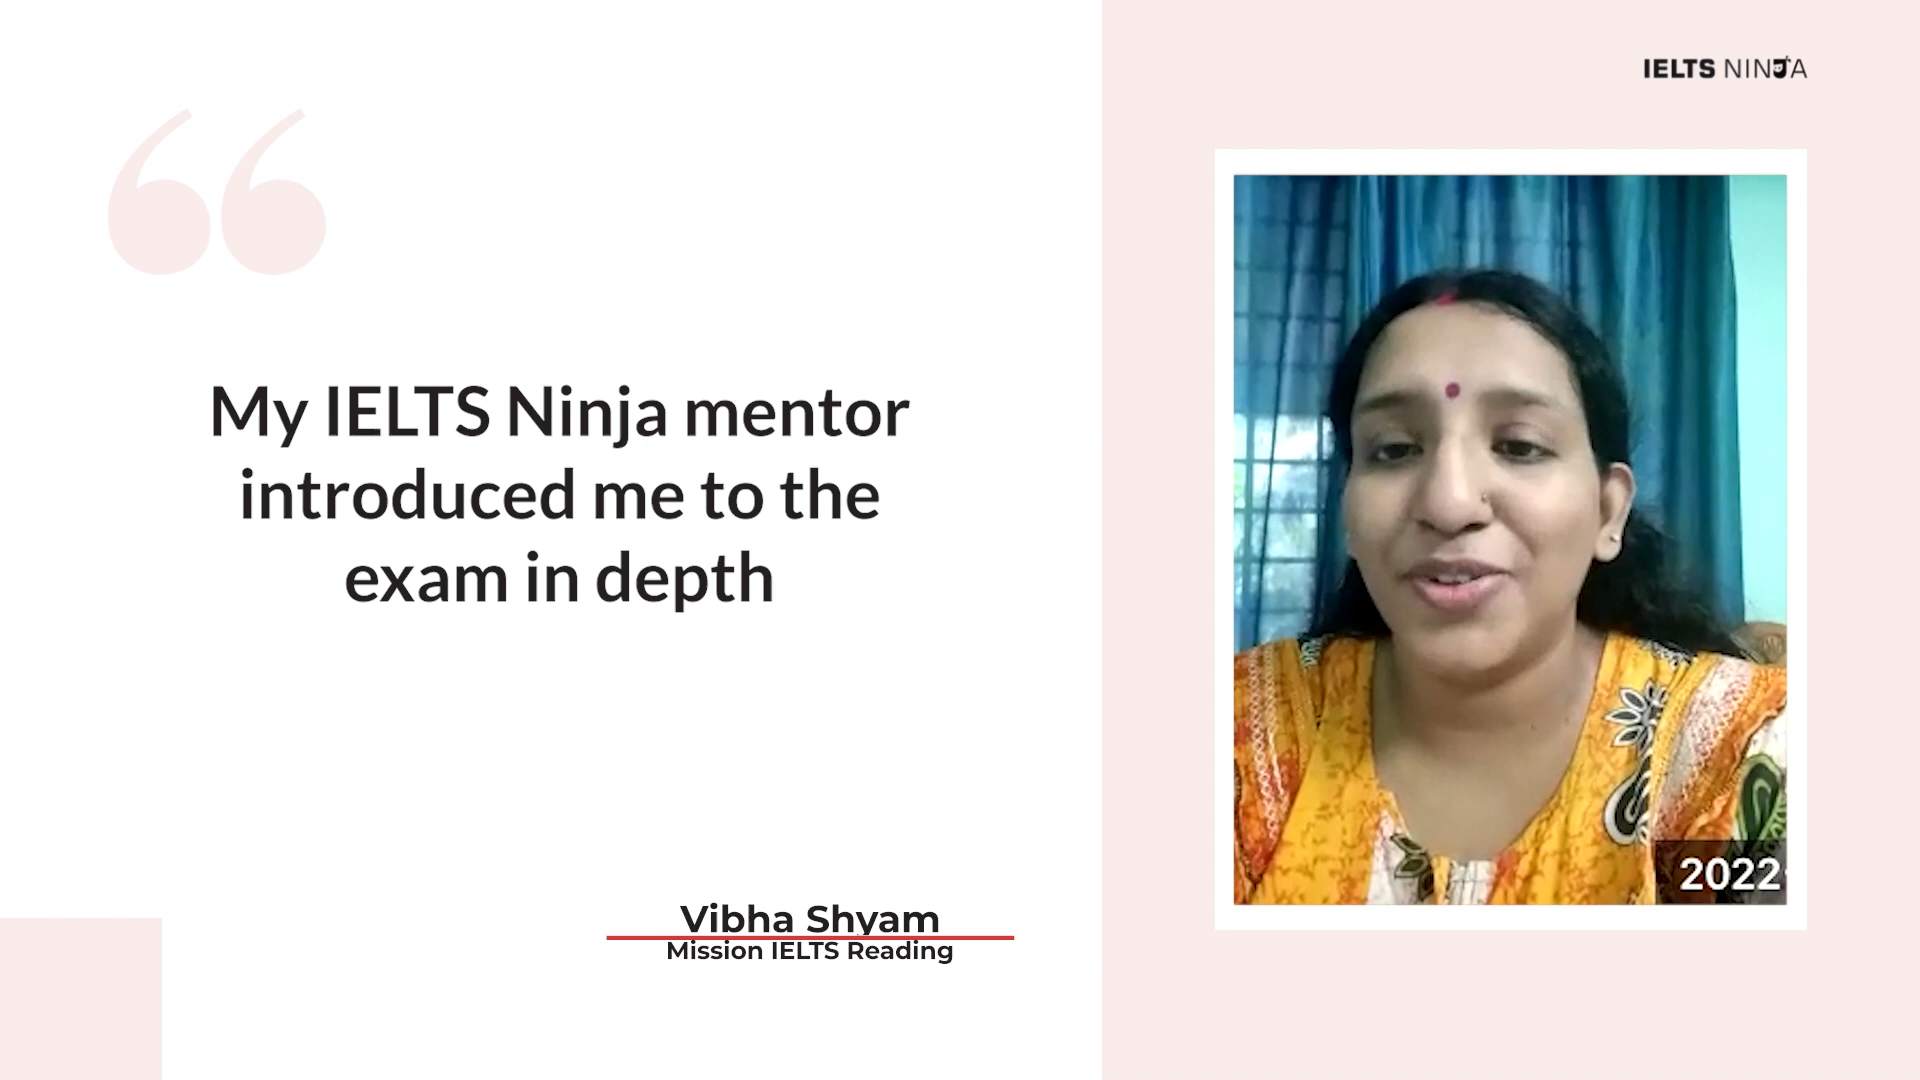 IELTS NINJA
My IELTS Ninja mentor
introduced me to the
exam in depth
2022
Vibha Shyam
Mission IELTS Reading